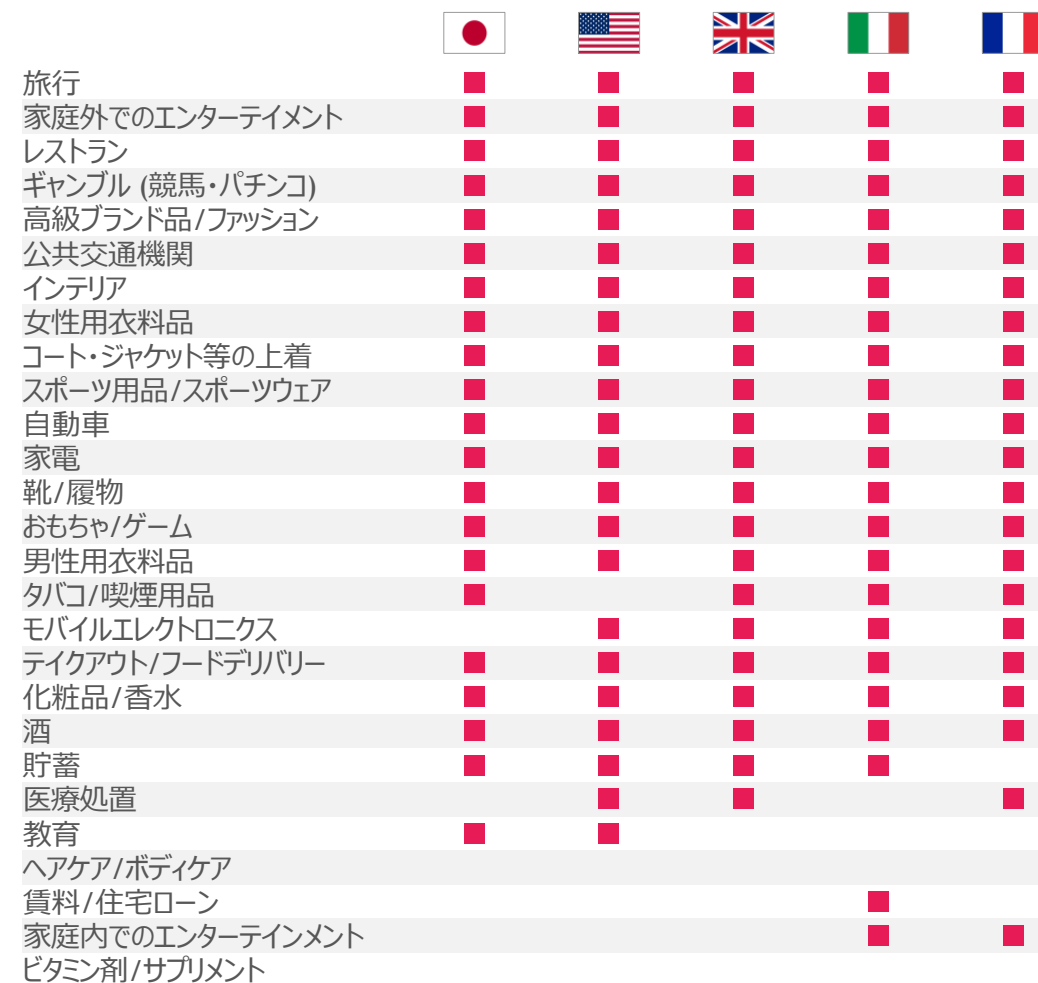 旅行
家庭外でのエンターテイメント
レストラン
ギャンブル (競馬・パチンコ)
高級ブランド品/ファッション
公共交通機関
インテリア
女性用衣料品
コート・ジャケット等の上着
スポーツ用品/スポーツウェア
自動車
家電
靴/履物
おもちゃ/ゲーム
男性用衣料品
タバコ/喫煙用品
モバイルエレクトロニクス
テイクアウト/フードデリバリー
化粧品/香水
酒
貯蓄
医療処置
教育
ヘアケア/ボディケア
賃料/住宅ローン
家庭内でのエンターテインメント
ビタミン剤/サプリメント